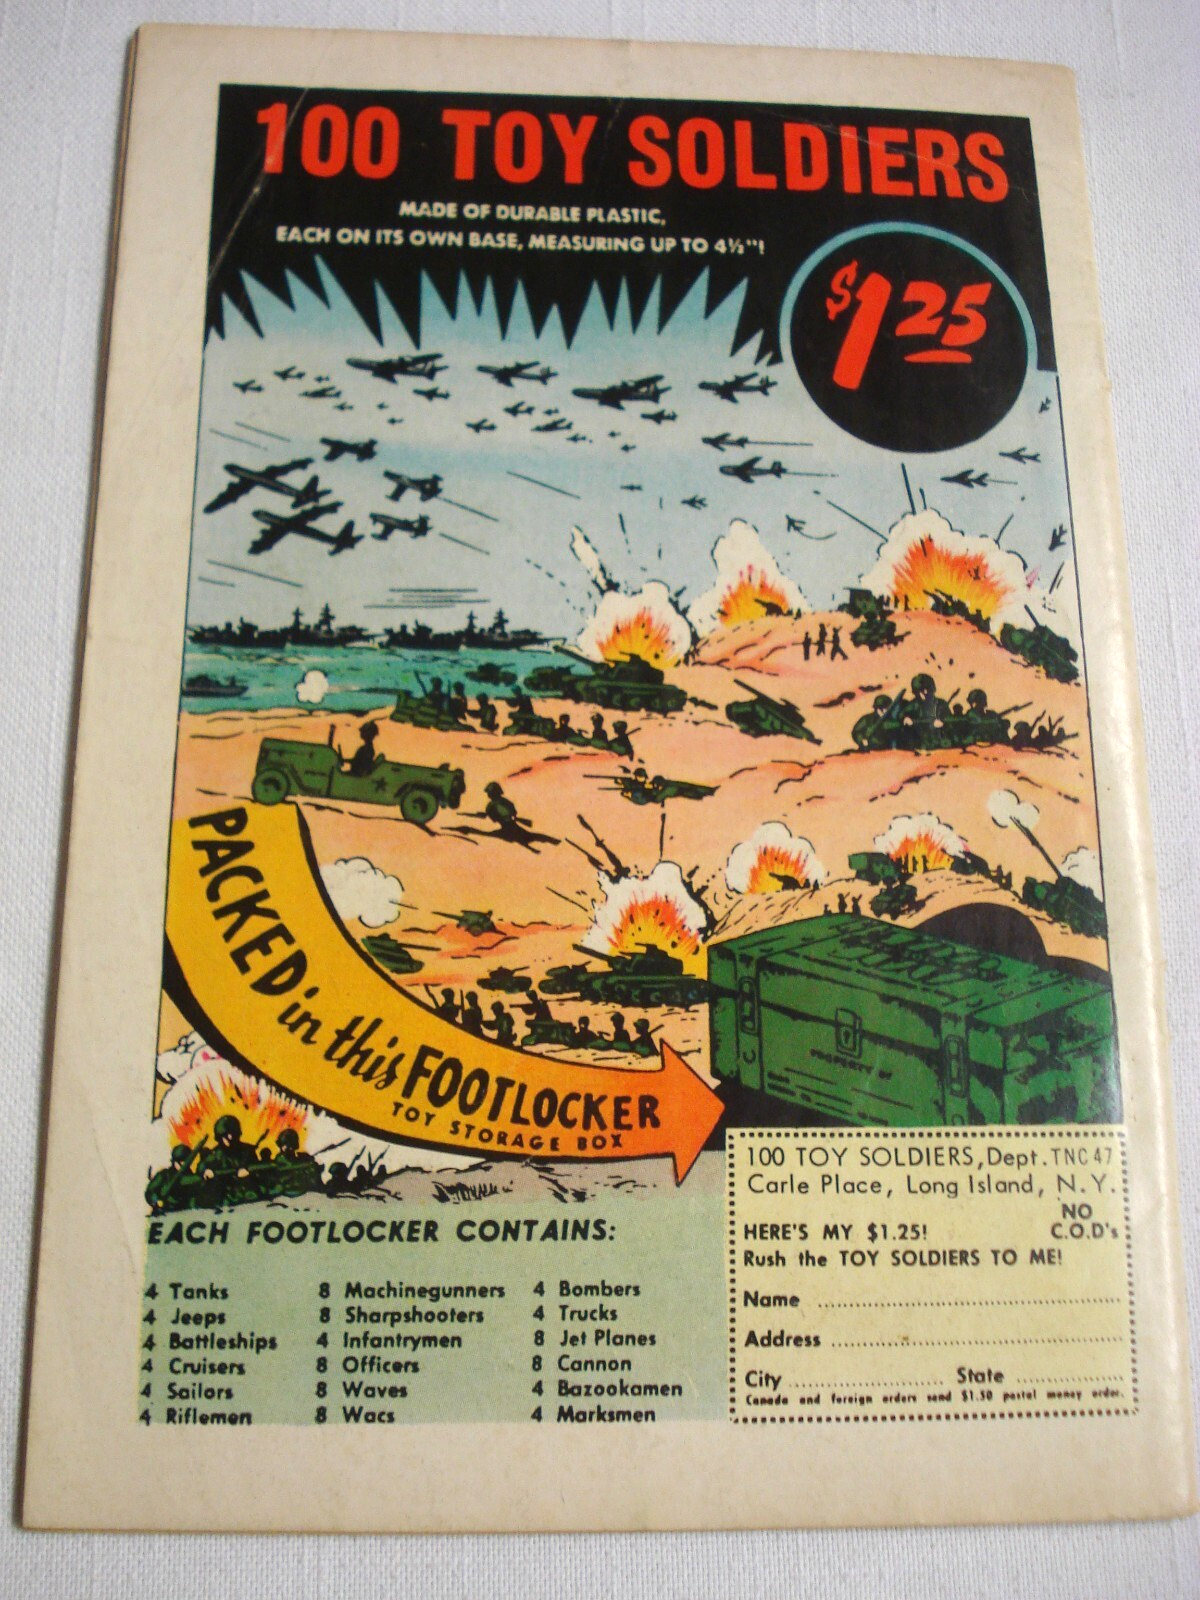 100 TOY SOLDIERS
MADE OF DURABLE PLASTIC,
EACH ON ITS OWN BASE, MEASURING UP TO 4½"!
$1.25
PACKED in this FOOTLOCKER
TOY STORAGE BOX
PROPERTY OF
EACH FOOTLOCKER CONTAINS:
4 Tanks
4 Jeeps
4 Battleships
4 Cruisers
4 Sailors
4 Riflemen
8 Machinegunners
8 Sharpshooters
4 Infantrymen
8 Officers
8 Waves
8 Wacs
4 Bombers
4 Trucks
8 Jet Planes
8 Cannon
4 Bazookamen
4 Marksmen
100 TOY SOLDIERS, Dept. TNC47
Carle Place, Long Island, N. Y.
HERE'S MY $1.25! NO C.O.D's
Rush the TOY SOLDIERS TO ME!
Name
Address
City State
Canada and foreign orders send $1.50 postal money order.